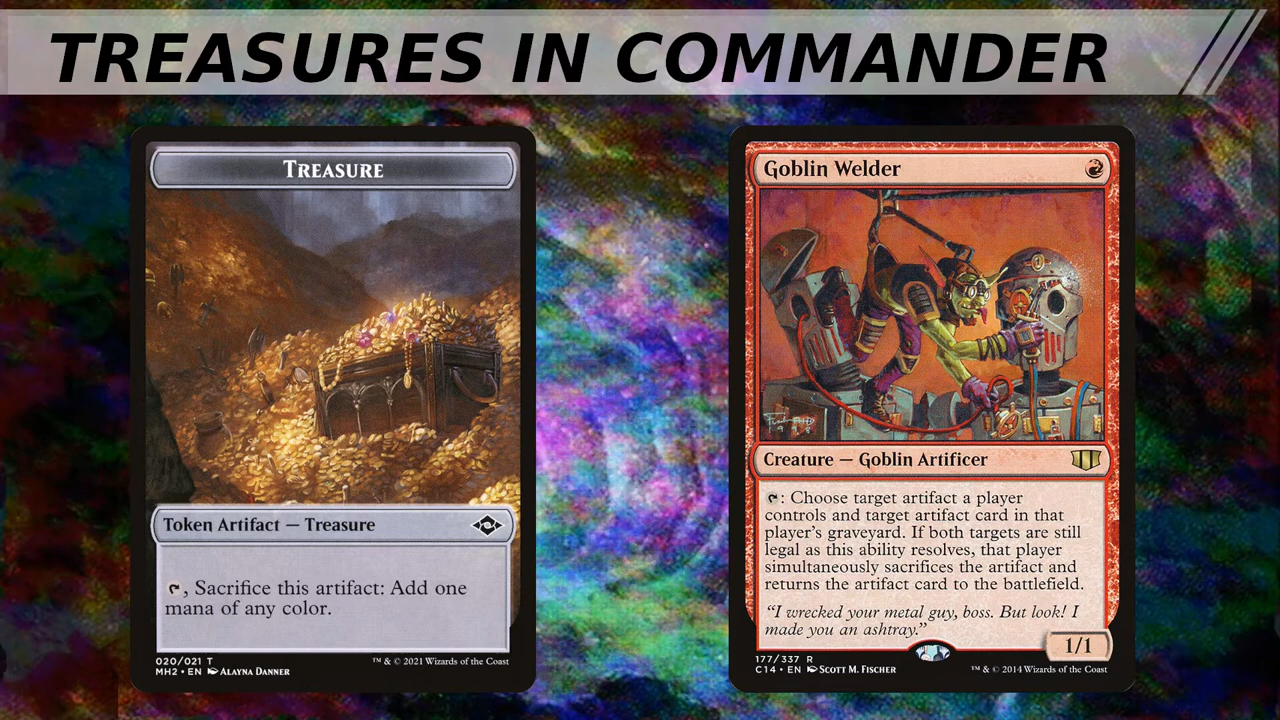 TREASURES IN COMMANDER
TREASURE
Token Artifact — Treasure
, Sacrifice this artifact: Add one
mana of any color.
020/021 T
MH2 • EN ALAYNA DANNER
™ & © 2021 Wizards of the Coast
Goblin Welder
Creature — Goblin Artificer
: Choose target artifact a player
controls and target artifact card in that
player's graveyard. If both targets are still
legal as this ability resolves, that player
simultaneously sacrifices the artifact and
returns the artifact card to the battlefield.
"I wrecked your metal guy, boss. But look! I
made you an ashtray."
1/1
177/337 R
C14 • EN SCOTT M. FISCHER
™ & © 2014 Wizards of the Coast